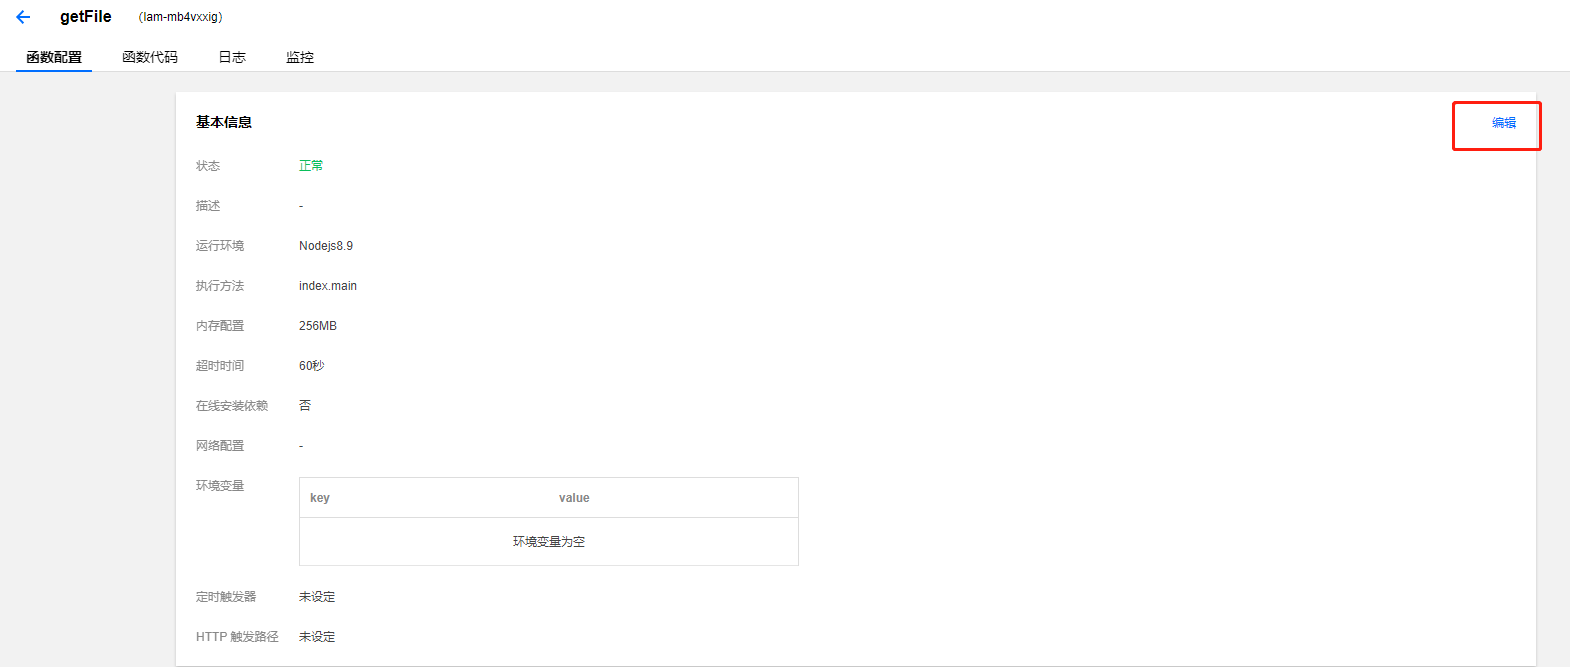 getFile (lam-mb4vxxig)
函数配置 函数代码 日志 监控
基本信息 编辑
状态 正常
描述 -
运行环境 Nodejs8.9
执行方法 index.main
内存配置 256MB
超时时间 60秒
在线安装依赖 否
网络配置 -
环境变量 key value
环境变量为空
定时触发器 未设定
HTTP 触发路径 未设定